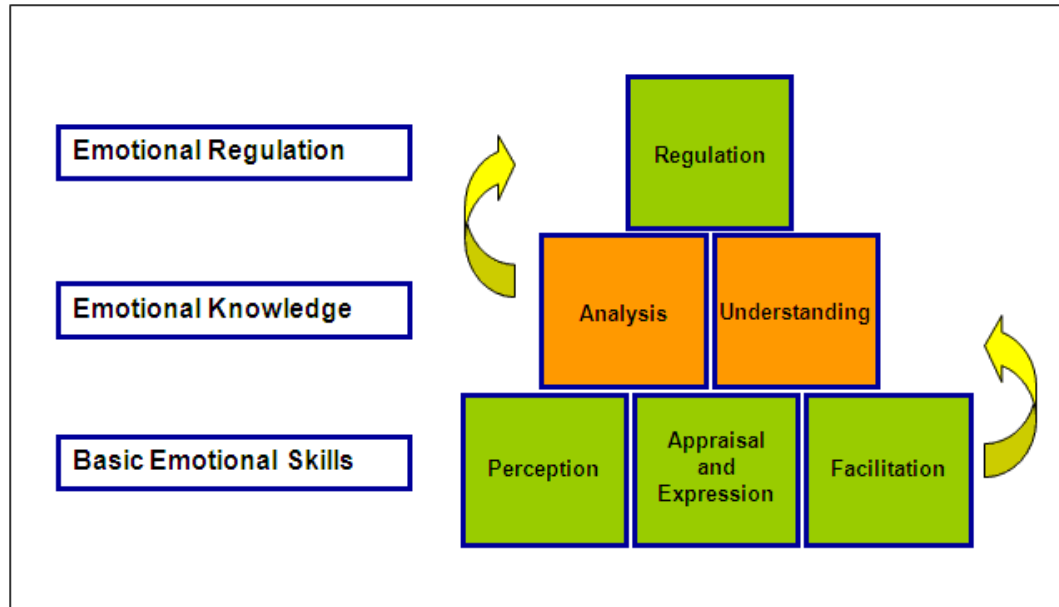 Emotional Regulation
Regulation
Emotional Knowledge
Analysis
Understanding
Basic Emotional Skills
Perception
Appraisal
and
Expression
Facilitation